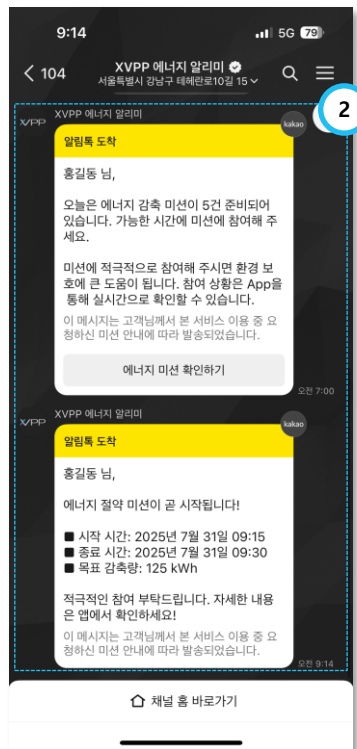 9:14
5G 79
104
XVPP 에너지 알리미
서울특별시 강남구 테헤란로10길 15
2
XVPP
XVPP 에너지 알리미
kakao
알림톡 도착
홍길동 님,
오늘은 에너지 감축 미션이 5건 준비되어
있습니다. 가능한 시간에 미션에 참여해 주
세요.
미션에 적극적으로 참여해 주시면 환경 보
호에 큰 도움이 됩니다. 참여 상황은 App을
통해 실시간으로 확인할 수 있습니다.
이 메시지는 고객님께서 본 서비스 이용 중 요
청하신 미션 안내에 따라 발송되었습니다.
에너지 미션 확인하기
오전 7:00
XVPP
XVPP 에너지 알리미
kakao
알림톡 도착
홍길동 님,
에너지 절약 미션이 곧 시작됩니다!
■ 시작 시간: 2025년 7월 31일 09:15
■ 종료 시간: 2025년 7월 31일 09:30
■ 목표 감축량: 125 kWh
적극적인 참여 부탁드립니다. 자세한 내용
은 앱에서 확인하세요!
이 메시지는 고객님께서 본 서비스 이용 중 요
청하신 미션 안내에 따라 발송되었습니다.
오전 9:14
채널 홈 바로가기